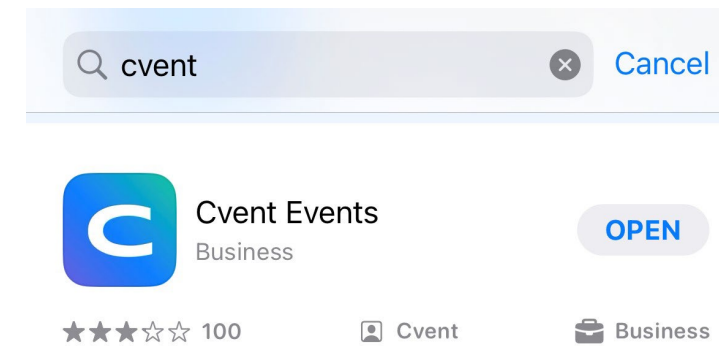 cvent Cancel
C
Cvent Events
Business
OPEN
100 Cvent Business